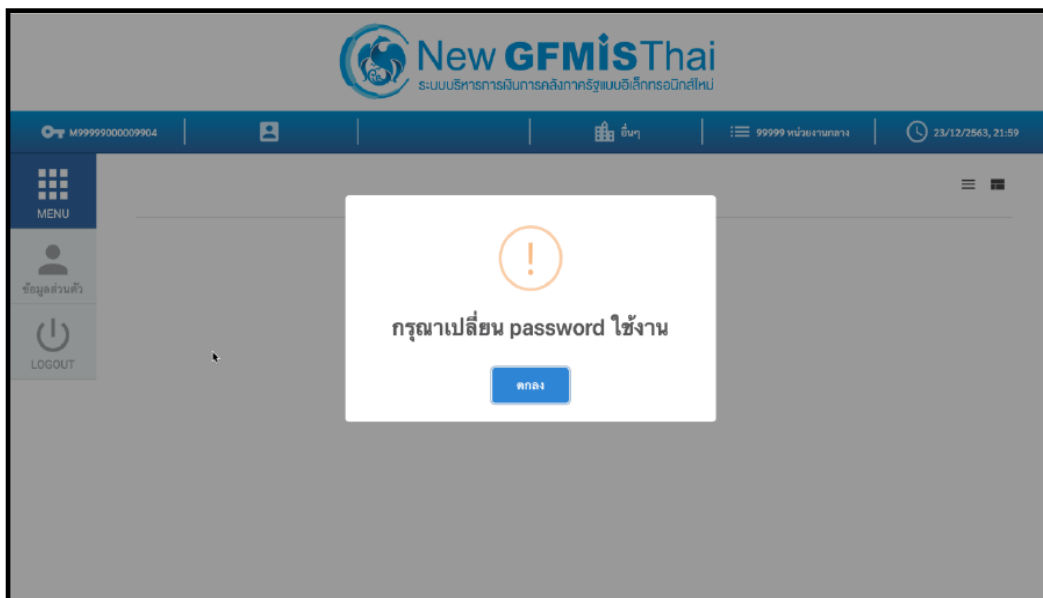 New GFMiS Thai
ระบบบริหารการเงินการคลังภาครัฐแบบอิเล็กทรอนิกส์ใหม่
M99999000009904
อื่นๆ
99999 หน่วยงานกลาง
23/12/2563, 21:59
MENU
ข้อมูลส่วนตัว
LOGOUT
กรุณาเปลี่ยน password ใช้งาน
ตกลง